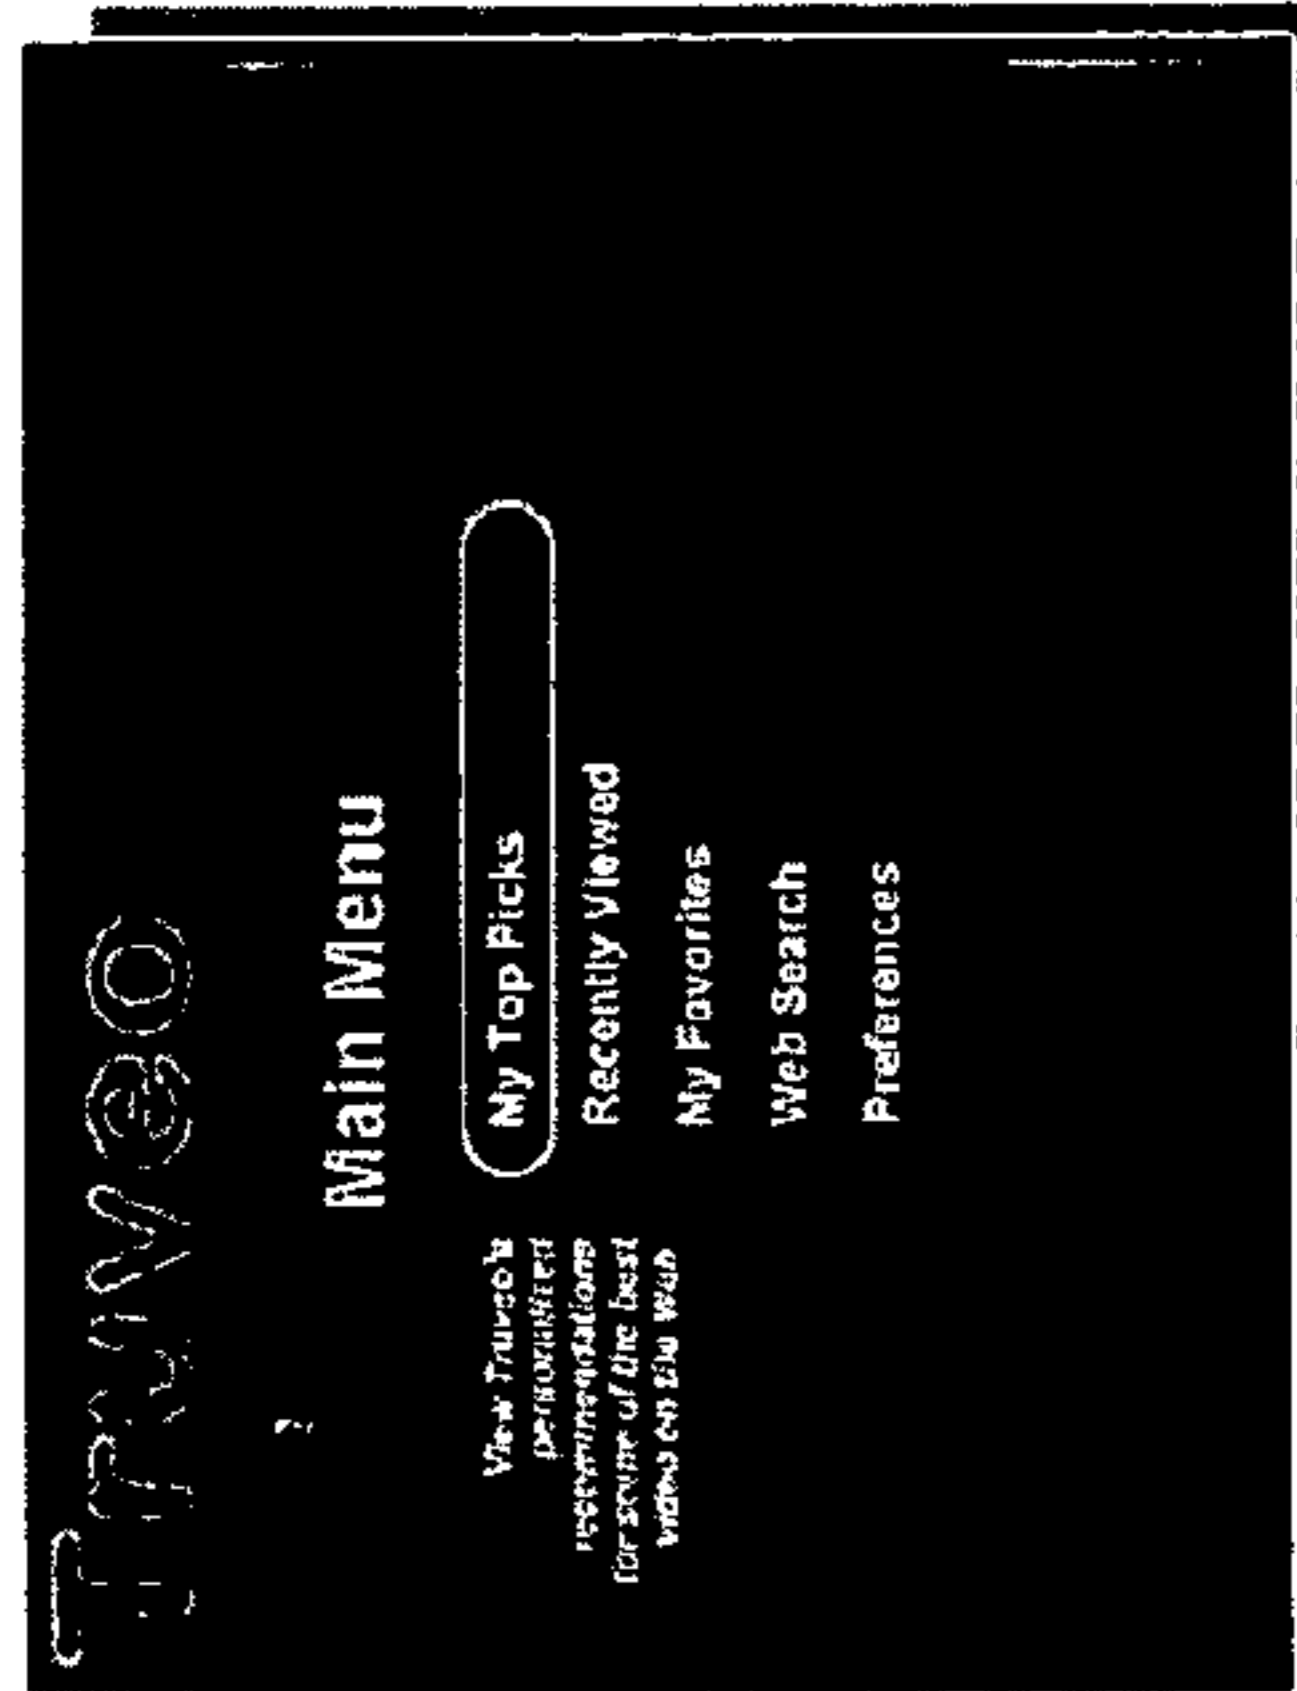 Truveo
Main Menu
My Top Picks
Recently Viewed
My Favorites
Web Search
Preferences
View Truveo's
personalized
recommendations
for some of the best
video on the web